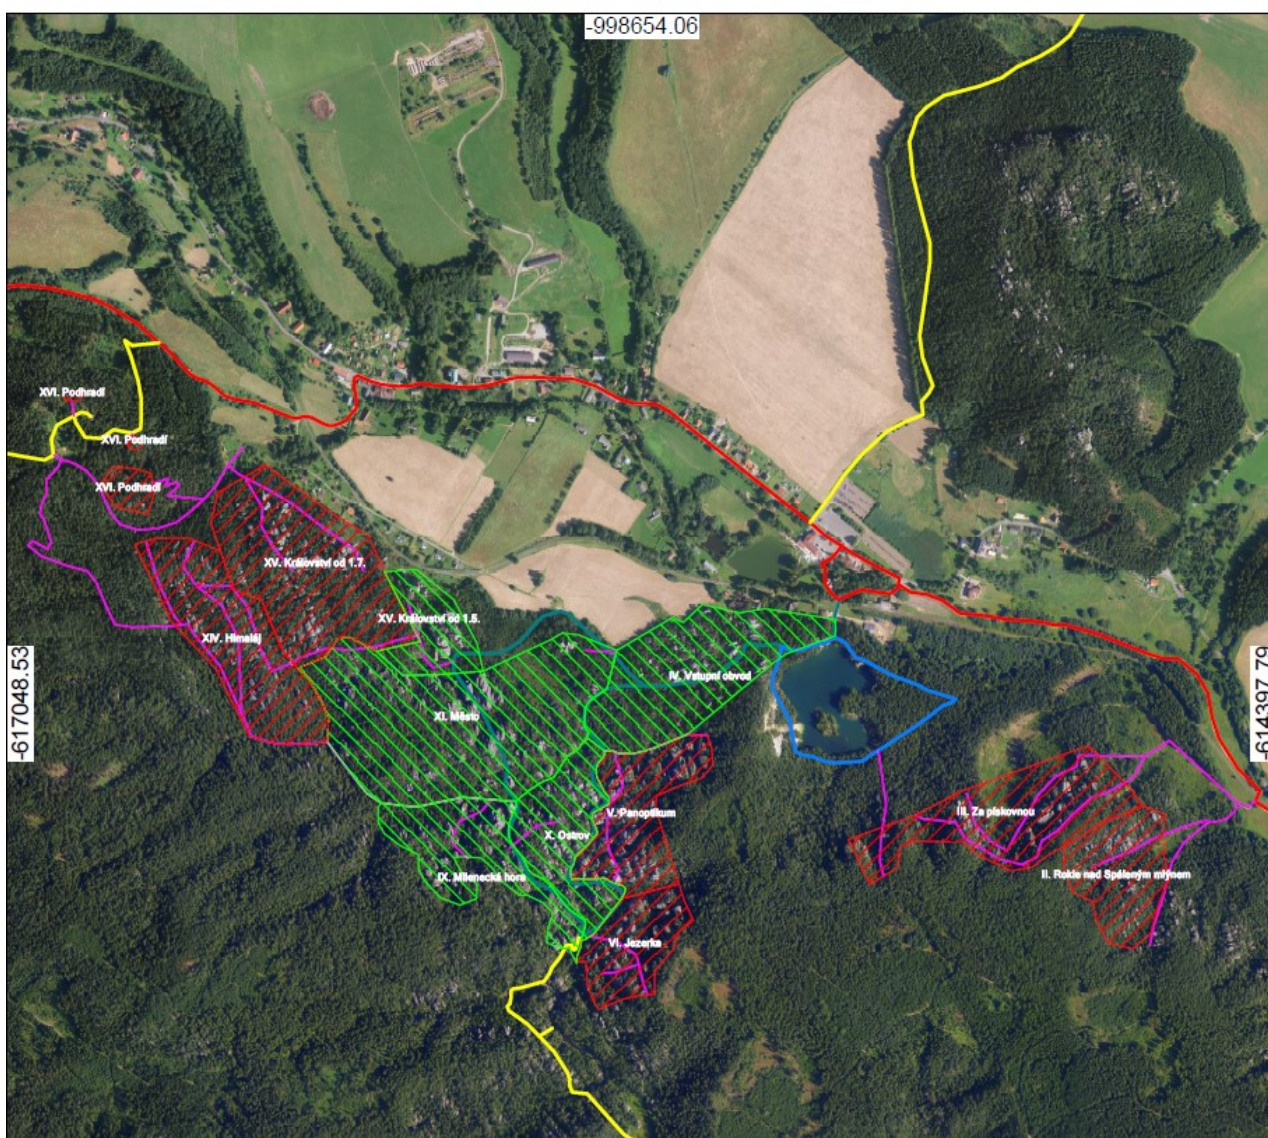 -998654.06
XVI. Podhradí
XVI. Podhradí
XVI. Podhradí
XV. Království od 1.7.
XV. Království od 1.5.
XIV. Himaláj
-617048.53
-614397.79
IV. Vstupní obvod
XI. Město
V. Panoptikum
III. Za pískovnou
X. Ostrov
IX. Milenecká hora
II. Rokle nad Spáleným mlýnem
VI. Jezerka